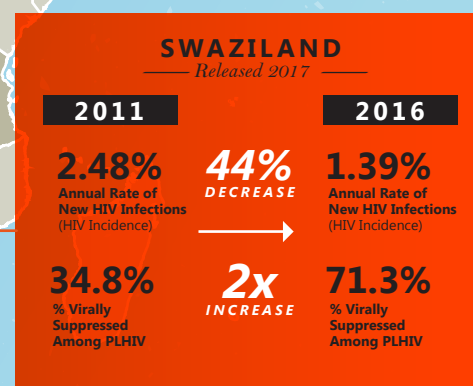 SWAZILAND
Released 2017
2011
2016
2.48%
Annual Rate of
New HIV Infections
(HIV Incidence)
44%
DECREASE
1.39%
Annual Rate of
New HIV Infections
(HIV Incidence)
34.8%
% Virally
Suppressed
Among PLHIV
2x
INCREASE
71.3%
% Virally
Suppressed
Among PLHIV